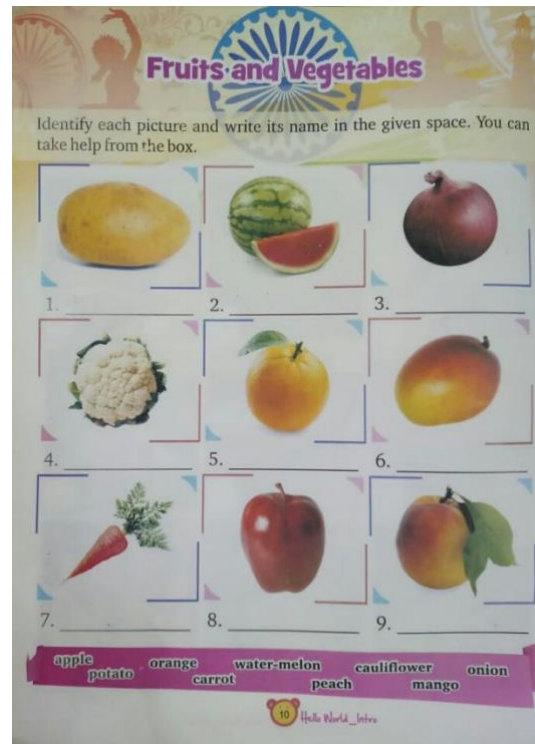 Fruits and Vegetables
Identify each picture and write its name in the given space. You can
take help from the box.
1.
2.
3.
4.
5.
6.
7.
8.
9.
apple
orange
water-melon
cauliflower
onion
potato
carrot
peach
mango
10
Hello World_Intro